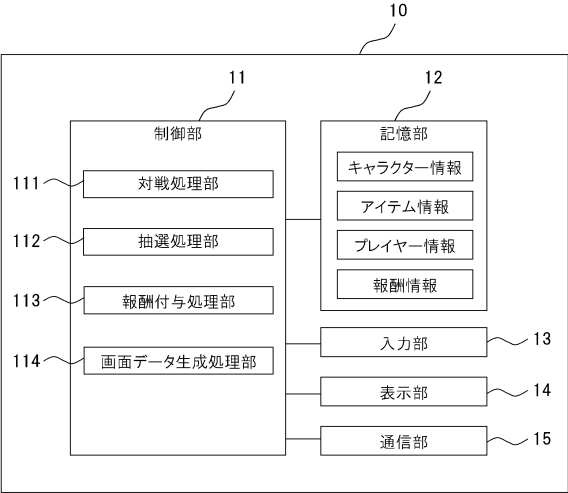 10
11
12
制御部
記憶部
キャラクター情報
111
対戦処理部
アイテム情報
112
抽選処理部
プレイヤー情報
113
報酬付与処理部
報酬情報
入力部
13
114
画面データ生成処理部
表示部
14
通信部
15